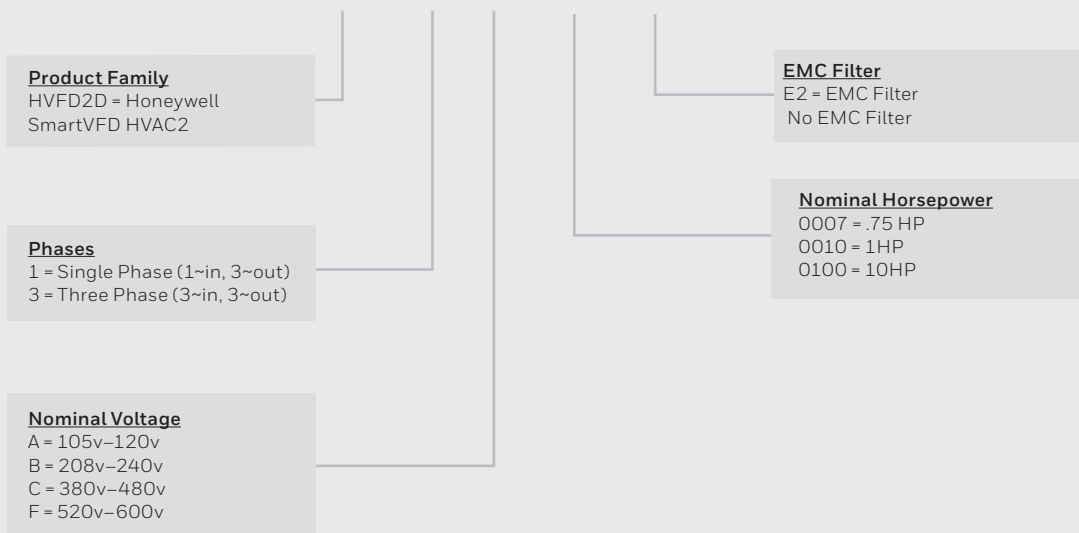 Product Family
HVFD2D = Honeywell
SmartVFD HVAC2
Phases
1 = Single Phase (1~in, 3~out)
3 = Three Phase (3~in, 3~out)
Nominal Voltage
A = 105v–120v
B = 208v–240v
C = 380v–480v
F = 520v–600v
EMC Filter
E2 = EMC Filter
No EMC Filter
Nominal Horsepower
0007 = .75 HP
0010 = 1HP
0100 = 10HP